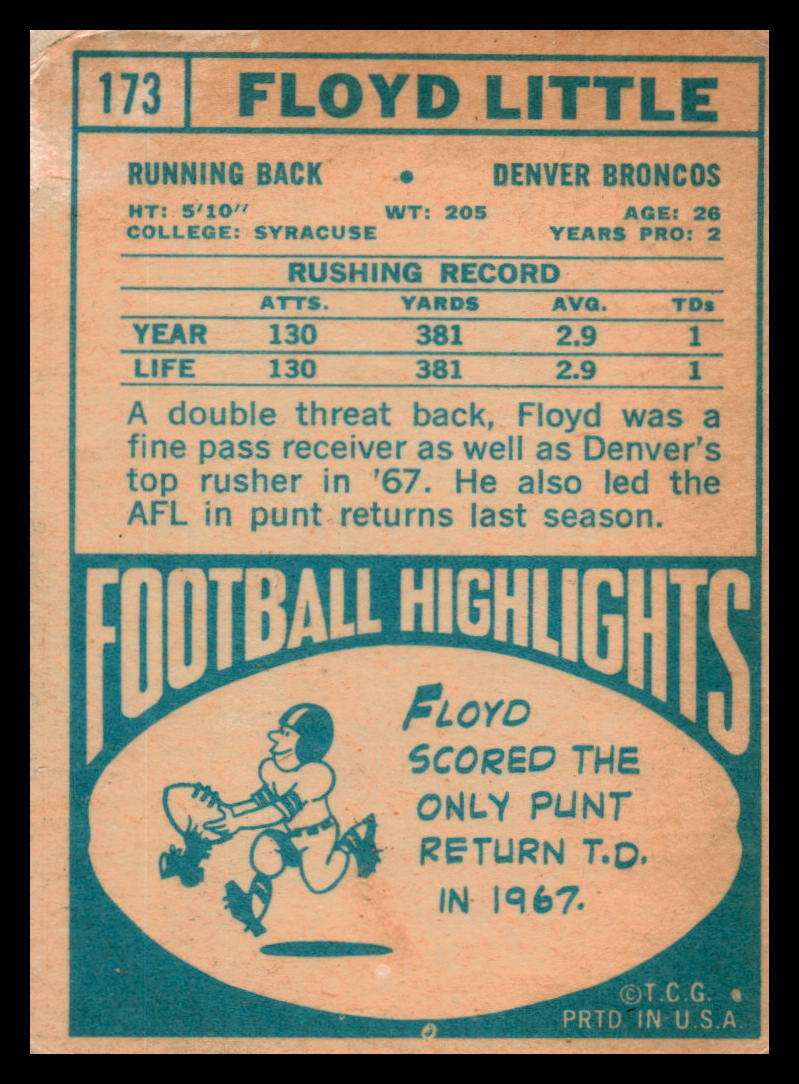 173 FLOYD LITTLE
RUNNING BACK • DENVER BRONCOS
HT: 5'10" WT: 205 AGE: 26
COLLEGE: SYRACUSE YEARS PRO: 2
RUSHING RECORD
ATTS. YARDS AVG. TDs
YEAR 130 381 2.9 1
LIFE 130 381 2.9 1
A double threat back, Floyd was a
fine pass receiver as well as Denver's
top rusher in '67. He also led the
AFL in punt returns last season.
FOOTBALL HIGHLIGHTS
FLOYD
SCORED THE
ONLY PUNT
RETURN T.D.
IN 1967.
©T.C.G.
PRTD IN U.S.A.